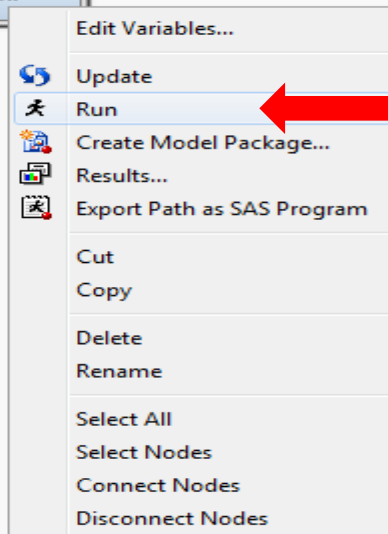 Edit Variables...
Update
Run
Create Model Package...
Results...
Export Path as SAS Program
Cut
Copy
Delete
Rename
Select All
Select Nodes
Connect Nodes
Disconnect Nodes